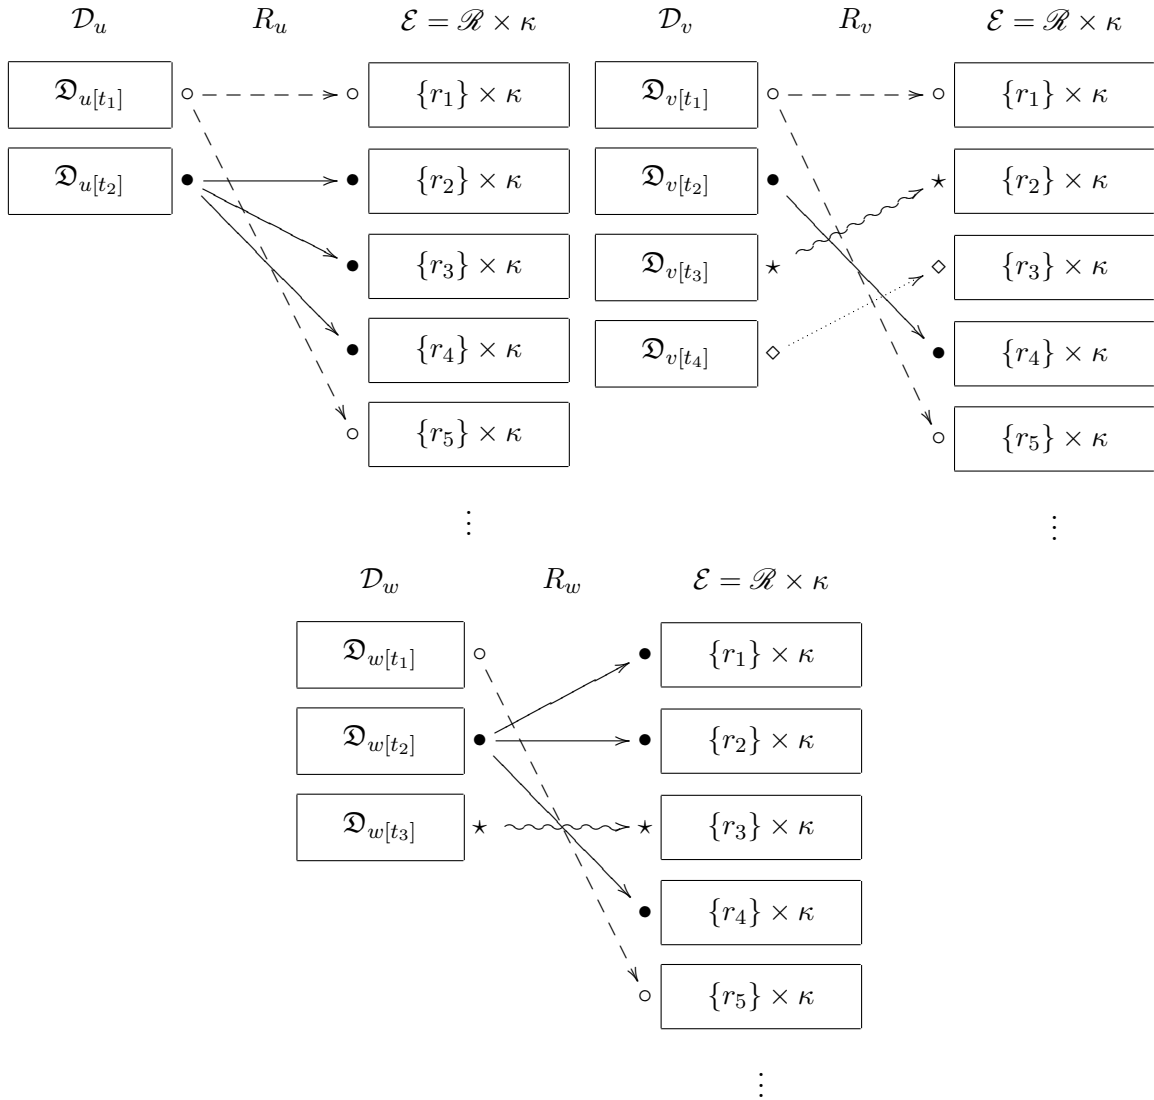 𝒟_u R_u ℰ = ℛ × κ 𝒟_v R_v ℰ = ℛ × κ
𝔇_{u[t_1]} {r_1} × κ 𝔇_{v[t_1]} {r_1} × κ
𝔇_{u[t_2]} {r_2} × κ 𝔇_{v[t_2]} {r_2} × κ
{r_3} × κ 𝔇_{v[t_3]} {r_3} × κ
{r_4} × κ 𝔇_{v[t_4]} {r_4} × κ
{r_5} × κ {r_5} × κ
⋮ ⋮
𝒟_w R_w ℰ = ℛ × κ
𝔇_{w[t_1]} {r_1} × κ
𝔇_{w[t_2]} {r_2} × κ
𝔇_{w[t_3]} {r_3} × κ
{r_4} × κ
{r_5} × κ
⋮